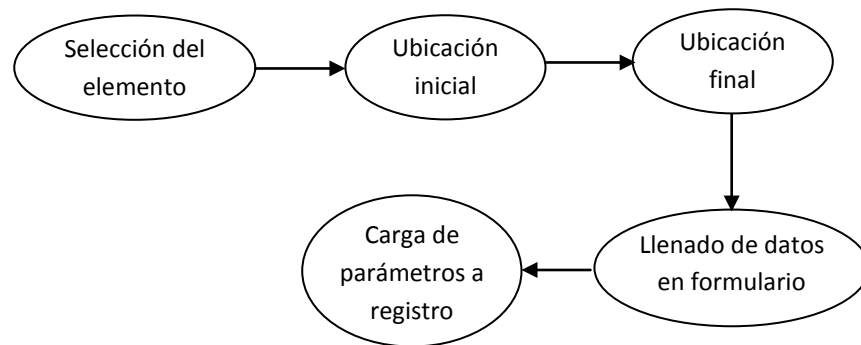 Selección del
elemento
Ubicación
inicial
Ubicación
final
Llenado de datos
en formulario
Carga de
parámetros a
registro